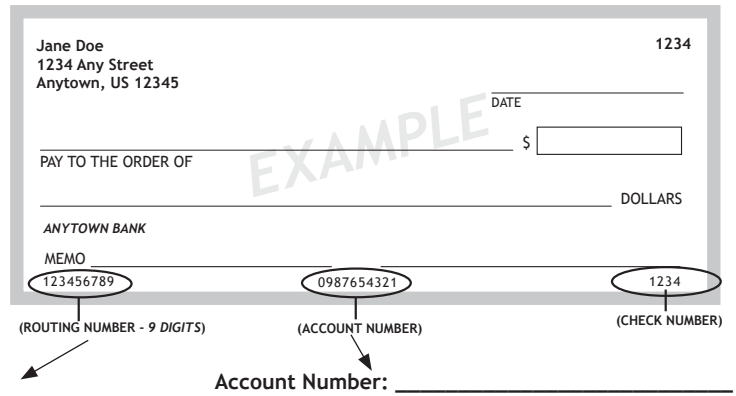 Jane Doe 1234
1234 Any Street
Anytown, US 12345
DATE
EXAMPLE
$
PAY TO THE ORDER OF
DOLLARS
ANYTOWN BANK
MEMO
123456789 0987654321 1234
(ROUTING NUMBER - 9 DIGITS) (ACCOUNT NUMBER) (CHECK NUMBER)
Account Number: